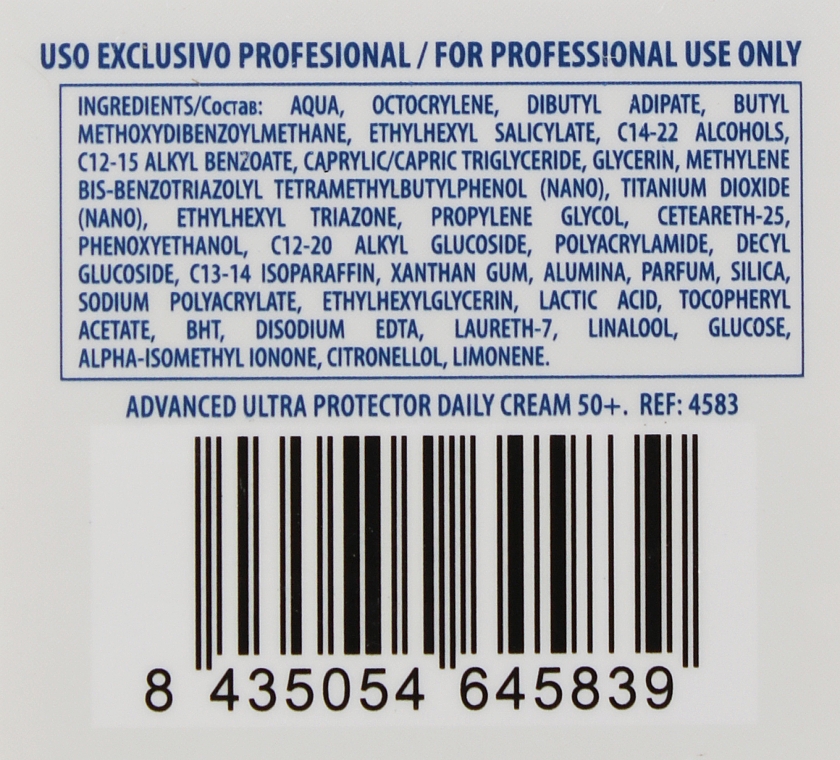 USO EXCLUSIVO PROFESIONAL / FOR PROFESSIONAL USE ONLY
INGREDIENTS/Состав: AQUA, OCTOCRYLENE, DIBUTYL ADIPATE, BUTYL
METHOXYDIBENZOYLMETHANE, ETHYLHEXYL SALICYLATE, C14-22 ALCOHOLS,
C12-15 ALKYL BENZOATE, CAPRYLIC/CAPRIC TRIGLYCERIDE, GLYCERIN, METHYLENE
BIS-BENZOTRIAZOLYL TETRAMETHYLBUTYLPHENOL (NANO), TITANIUM DIOXIDE
(NANO), ETHYLHEXYL TRIAZONE, PROPYLENE GLYCOL, CETEARETH-25,
PHENOXYETHANOL, C12-20 ALKYL GLUCOSIDE, POLYACRYLAMIDE, DECYL
GLUCOSIDE, C13-14 ISOPARAFFIN, XANTHAN GUM, ALUMINA, PARFUM, SILICA,
SODIUM POLYACRYLATE, ETHYLHEXYLGLYCERIN, LACTIC ACID, TOCOPHERYL
ACETATE, BHT, DISODIUM EDTA, LAURETH-7, LINALOOL, GLUCOSE,
ALPHA-ISOMETHYL IONONE, CITRONELLOL, LIMONENE.
ADVANCED ULTRA PROTECTOR DAILY CREAM 50+. REF: 4583
8 435054 645839